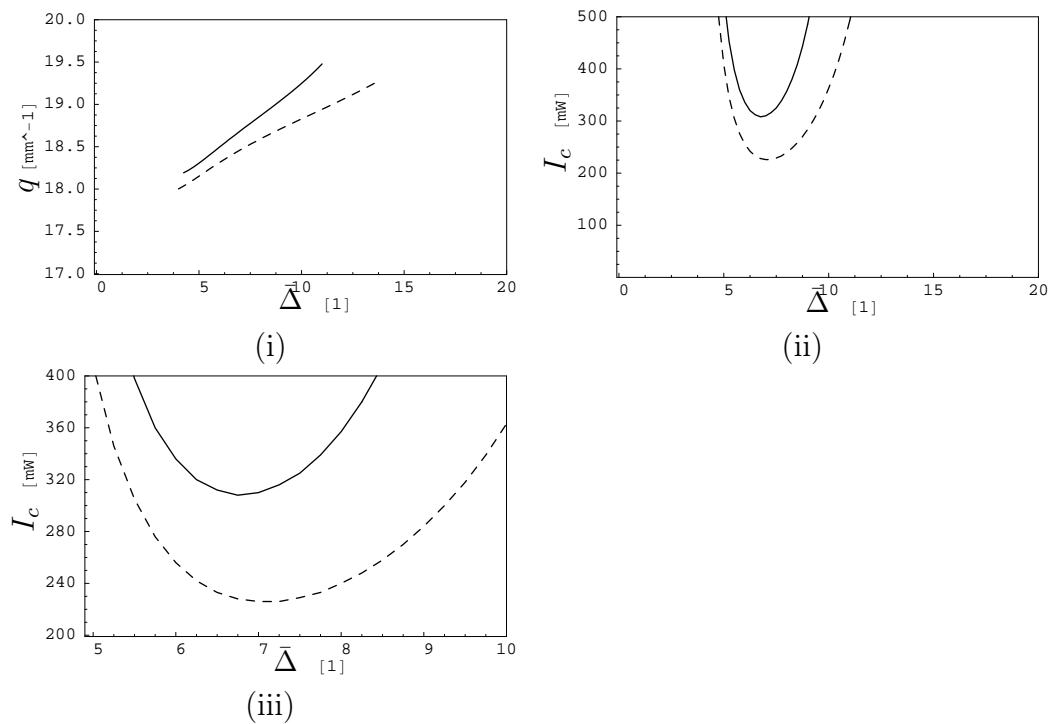 20.0
19.5
19.0
18.5
18.0
17.5
17.0
q [mm^-1]
0 5 10 15 20
Δ̄ [1]
(i)
500
400
300
200
100
I_c [mW]
0 5 10 15 20
Δ̄ [1]
(ii)
400
360
320
280
240
200
I_c [mW]
5 6 7 8 9 10
Δ̄ [1]
(iii)